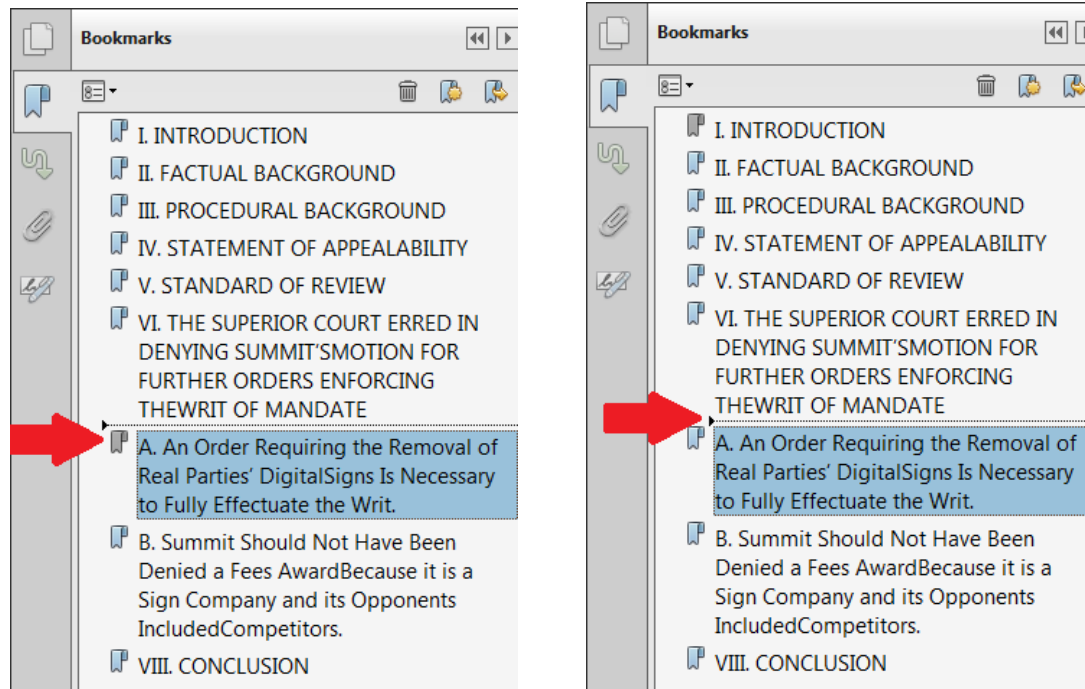 Bookmarks
I. INTRODUCTION
II. FACTUAL BACKGROUND
III. PROCEDURAL BACKGROUND
IV. STATEMENT OF APPEALABILITY
V. STANDARD OF REVIEW
VI. THE SUPERIOR COURT ERRED IN
DENYING SUMMIT'SMOTION FOR
FURTHER ORDERS ENFORCING
THEWRIT OF MANDATE
A. An Order Requiring the Removal of
Real Parties' DigitalSigns Is Necessary
to Fully Effectuate the Writ.
B. Summit Should Not Have Been
Denied a Fees AwardBecause it is a
Sign Company and its Opponents
IncludedCompetitors.
VIII. CONCLUSION
Bookmarks
I. INTRODUCTION
II. FACTUAL BACKGROUND
III. PROCEDURAL BACKGROUND
IV. STATEMENT OF APPEALABILITY
V. STANDARD OF REVIEW
VI. THE SUPERIOR COURT ERRED IN
DENYING SUMMIT'SMOTION FOR
FURTHER ORDERS ENFORCING
THEWRIT OF MANDATE
A. An Order Requiring the Removal of
Real Parties' DigitalSigns Is Necessary
to Fully Effectuate the Writ.
B. Summit Should Not Have Been
Denied a Fees AwardBecause it is a
Sign Company and its Opponents
IncludedCompetitors.
VIII. CONCLUSION